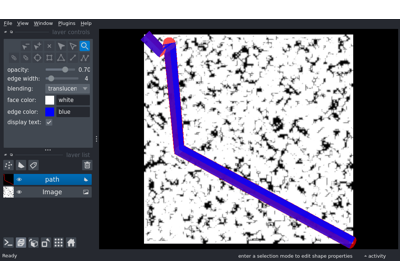 File View Window Plugins Help
layer controls
opacity: 0.70
edge width: 4
blending: translucen
face color: white
edge color: blue
display text: ✓
layer list
path
Image
Ready enter a selection mode to edit shape properties activity